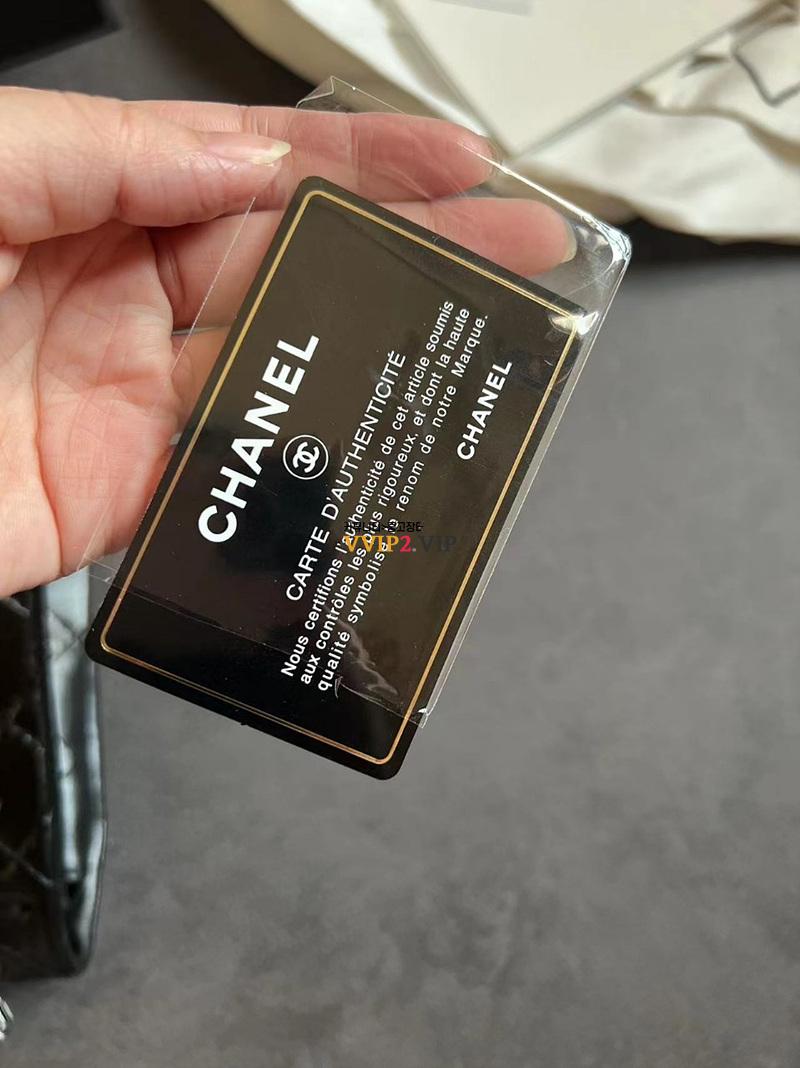 CHANEL
CARTE D'AUTHENTICITÉ
Nous certifions l'authenticité de cet article soumis
aux contrôles les plus rigoureux, et dont la haute
qualité symbolise le renom de notre Marque.
CHANEL
VVIP2.VIP